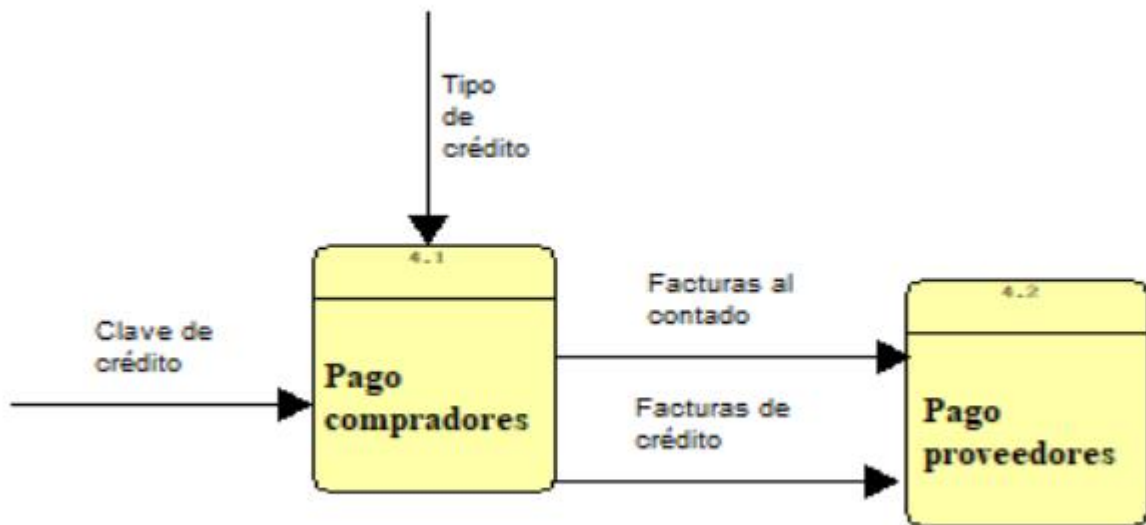 Tipo
de
crédito
4.1
Pago
compradores
Clave de
crédito
Facturas al
contado
Facturas de
crédito
4.2
Pago
proveedores